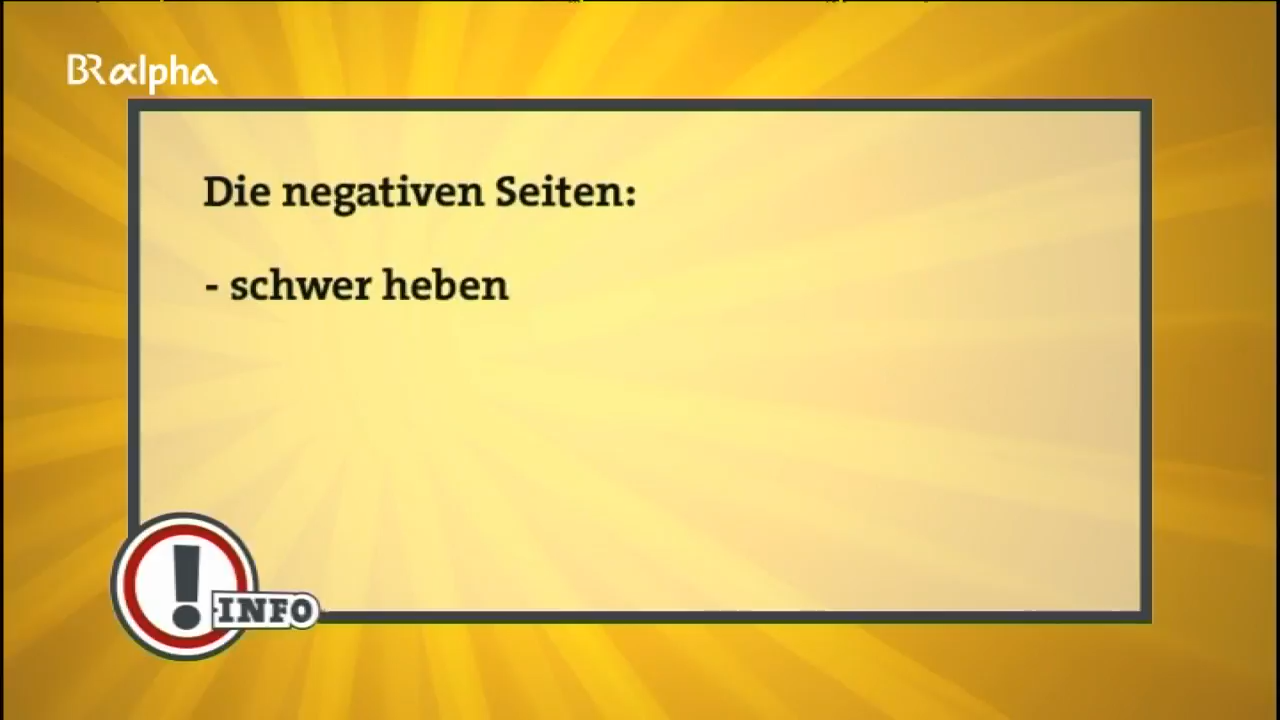 BR alpha
Die negativen Seiten:
- schwer heben
! INFO